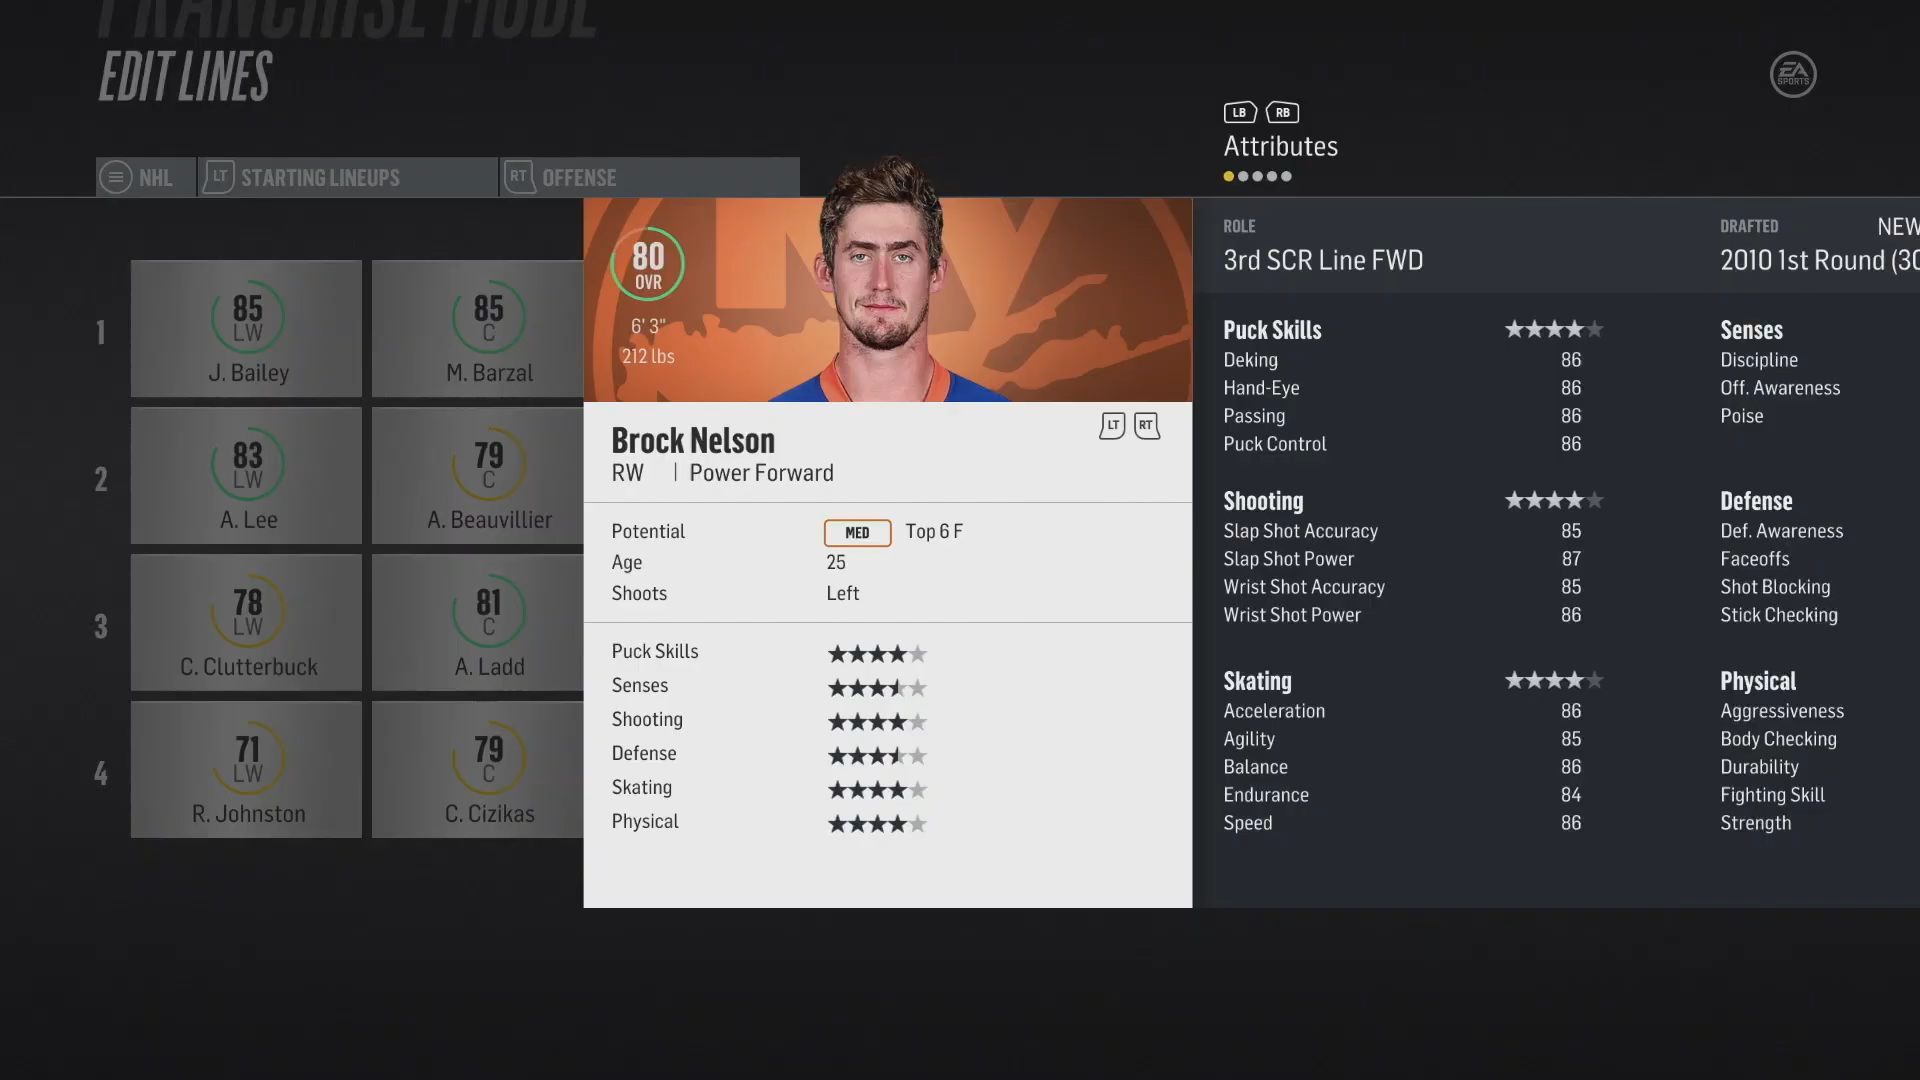 FRANCHISE MODE
EDIT LINES
EA SPORTS
LB RB
Attributes
NHL LT STARTING LINEUPS RT OFFENSE
1
85 LW J. Bailey
85 C M. Barzal
2
83 LW A. Lee
79 C A. Beauvillier
3
78 LW C. Clutterbuck
81 C A. Ladd
4
71 LW R. Johnston
79 C C. Cizikas
80
OVR
6' 3"
212 lbs
NY
Brock Nelson
LT RT
RW | Power Forward
Potential MED Top 6 F
Age 25
Shoots Left
Puck Skills
Senses
Shooting
Defense
Skating
Physical
ROLE
3rd SCR Line FWD
DRAFTED NEW
2010 1st Round (30
Puck Skills
Deking 86
Hand-Eye 86
Passing 86
Puck Control 86
Senses
Discipline
Off. Awareness
Poise
Shooting
Slap Shot Accuracy 85
Slap Shot Power 87
Wrist Shot Accuracy 85
Wrist Shot Power 86
Defense
Def. Awareness
Faceoffs
Shot Blocking
Stick Checking
Skating
Acceleration 86
Agility 85
Balance 86
Endurance 84
Speed 86
Physical
Aggressiveness
Body Checking
Durability
Fighting Skill
Strength